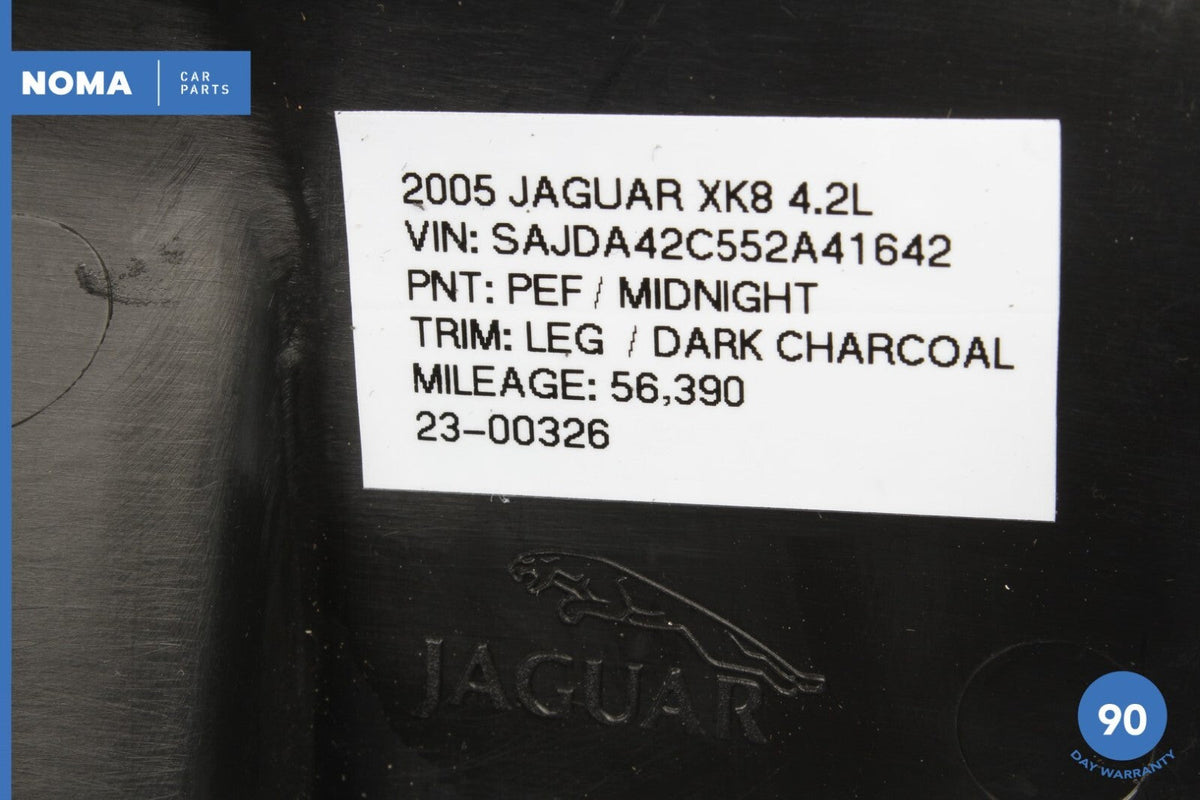 NOMA
CAR
PARTS
2005 JAGUAR XK8 4.2L
VIN: SAJDA42C552A41642
PNT: PEF / MIDNIGHT
TRIM: LEG / DARK CHARCOAL
MILEAGE: 56,390
23-00326
JAGUAR
90
DAY WARRANTY